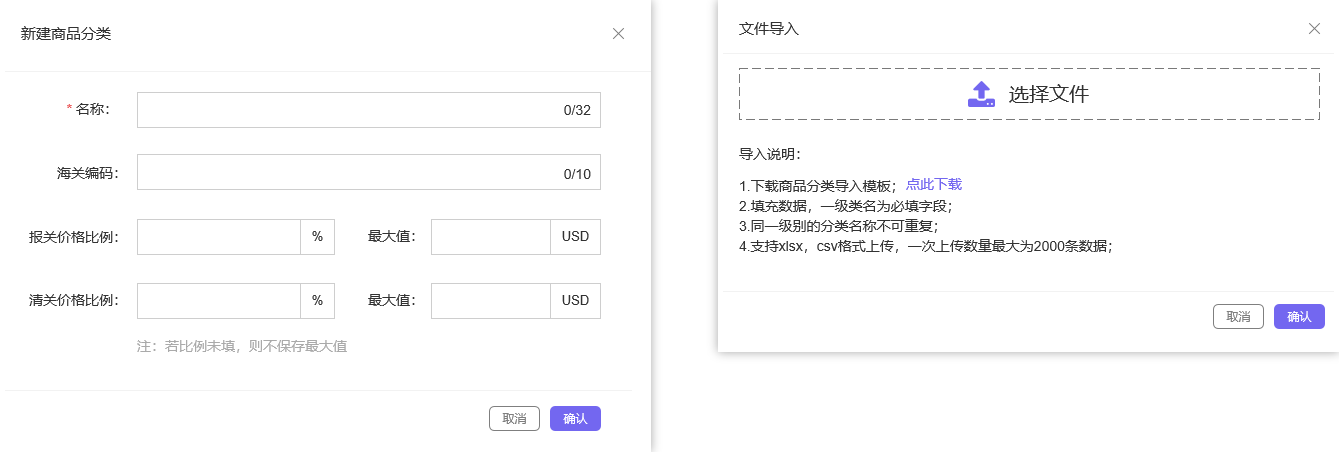 新建商品分类
* 名称：
0/32
海关编码：
0/10
报关价格比例：
%
最大值：
USD
清关价格比例：
%
最大值：
USD
注：若比例未填，则不保存最大值
取消
确认
文件导入
选择文件
导入说明：
1.下载商品分类导入模板；点此下载
2.填充数据，一级类名为必填字段；
3.同一级别的分类名称不可重复；
4.支持xlsx，csv格式上传，一次上传数量最大为2000条数据；
取消
确认